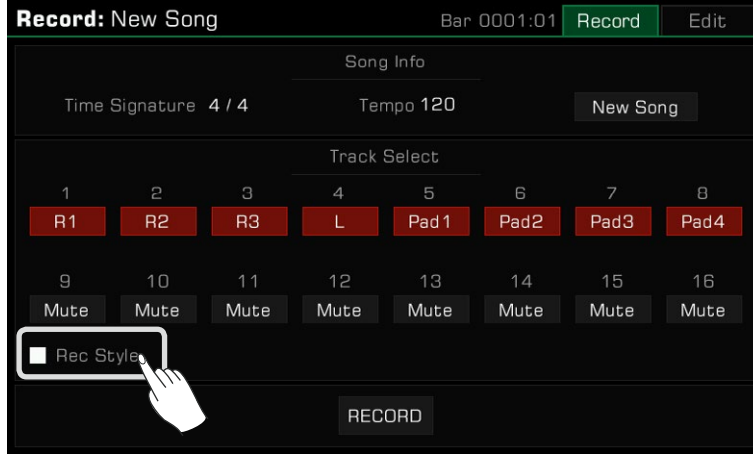 Record: New Song Bar 0001:01 Record Edit
Song Info
Time Signature 4 / 4 Tempo 120 New Song
Track Select
1 2 3 4 5 6 7 8
R1 R2 R3 L Pad1 Pad2 Pad3 Pad4
9 10 11 12 13 14 15 16
Mute Mute Mute Mute Mute Mute Mute Mute
Rec Style
RECORD